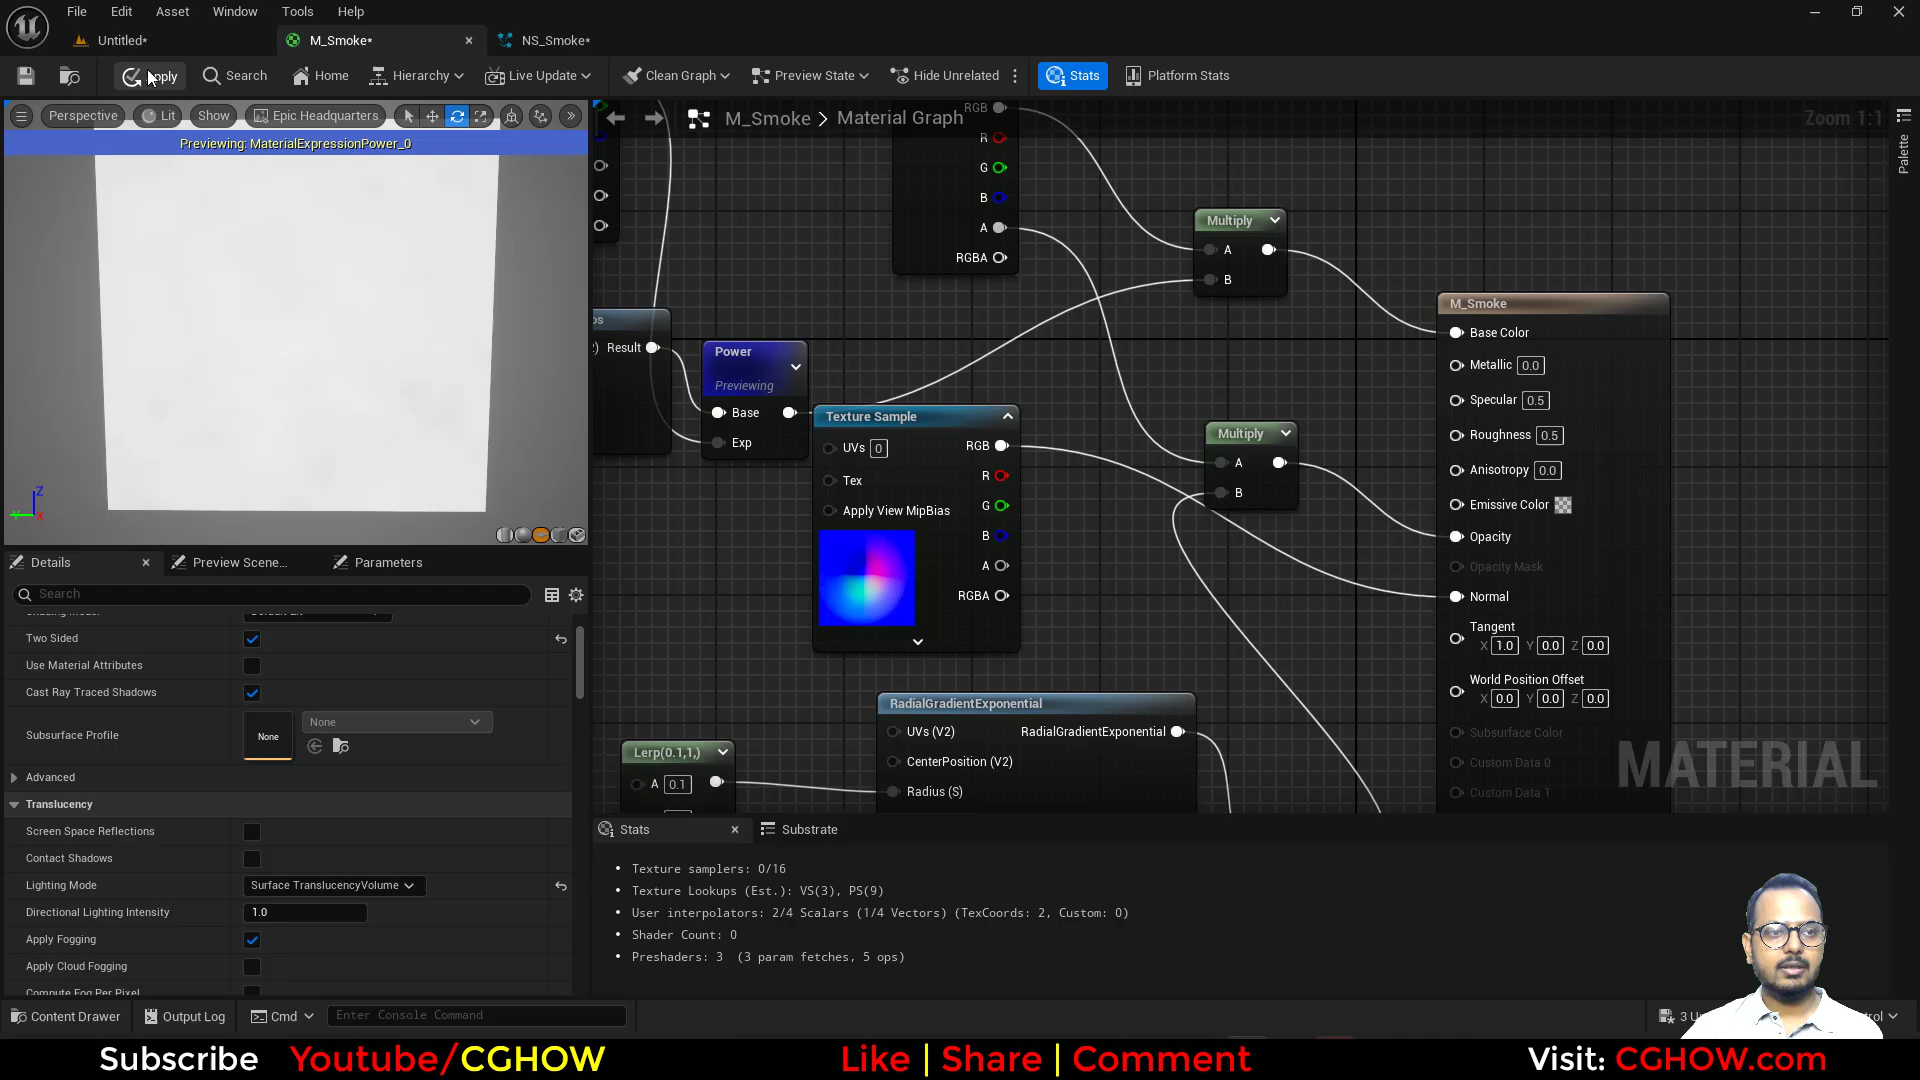 File Edit Asset Window Tools Help
Untitled* M_Smoke* NS_Smoke*
Search Home Hierarchy Live Update Clean Graph Preview State Hide Unrelated Stats Platform Stats
Perspective Lit Show Epic Headquarters
Previewing: MaterialExpressionPower_0
M_Smoke > Material Graph
Zoom 1:1
Palette
RGB
R
G
B
A
RGBA
Multiply
A
B
Result
Power
Previewing
Base
Exp
Texture Sample
UVs 0 RGB
R
Tex
G
Apply View MipBias
B
A
RGBA
Multiply
A
B
M_Smoke
Base Color
Metallic 0.0
Specular 0.5
Roughness 0.5
Anisotropy 0.0
Emissive Color
Opacity
Opacity Mask
Normal
Tangent
X 1.0 Y 0.0 Z 0.0
World Position Offset
X 0.0 Y 0.0 Z 0.0
Subsurface Color
Custom Data 0
Custom Data 1
MATERIAL
RadialGradientExponential
UVs (V2) RadialGradientExponential
CenterPosition (V2)
Radius (S)
Lerp(0.1,1,)
A 0.1
Z
Y
X
Details Preview Scene... Parameters
Search
Two Sided
Use Material Attributes
Cast Ray Traced Shadows
Subsurface Profile None None
Advanced
Translucency
Screen Space Reflections
Contact Shadows
Lighting Mode Surface TranslucencyVolume
Directional Lighting Intensity 1.0
Apply Fogging
Apply Cloud Fogging
Compute Fog Per Pixel
Stats Substrate
• Texture samplers: 0/16
• Texture Lookups (Est.): VS(3), PS(9)
• User interpolators: 2/4 Scalars (1/4 Vectors) (TexCoords: 2, Custom: 0)
• Shader Count: 0
• Preshaders: 3 (3 param fetches, 5 ops)
Content Drawer Output Log Cmd Enter Console Command
Subscribe Youtube/CGHOW Like | Share | Comment Visit: CGHOW.com